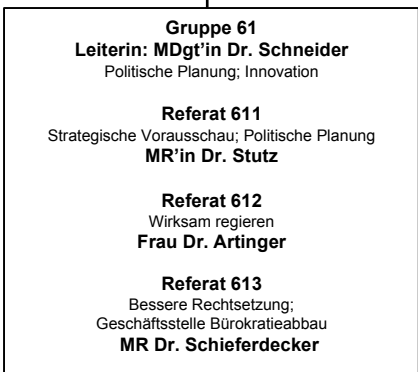 Gruppe 61
Leiterin: MDgt’in Dr. Schneider
Politische Planung; Innovation
Referat 611
Strategische Vorausschau; Politische Planung
MR’in Dr. Stutz
Referat 612
Wirksam regieren
Frau Dr. Artinger
Referat 613
Bessere Rechtsetzung;
Geschäftsstelle Bürokratieabbau
MR Dr. Schieferdecker